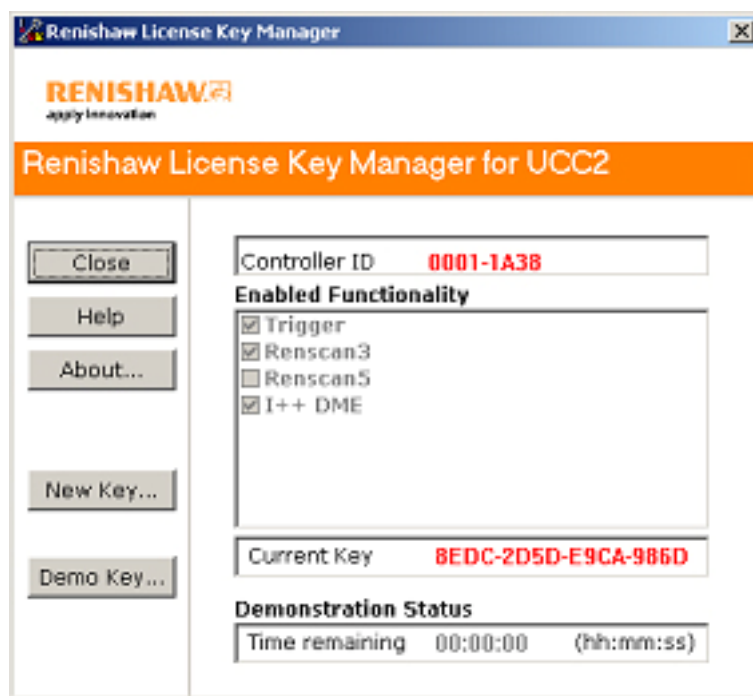 Renishaw License Key Manager
RENISHAW
apply innovation
Renishaw License Key Manager for UCC2
Close
Help
About...
New Key...
Demo Key...
Controller ID 0001-1A38
Enabled Functionality
Trigger
Renscan3
Renscan5
I++ DME
Current Key 8EDC-2D5D-E9CA-986D
Demonstration Status
Time remaining 00:00:00 (hh:mm:ss)